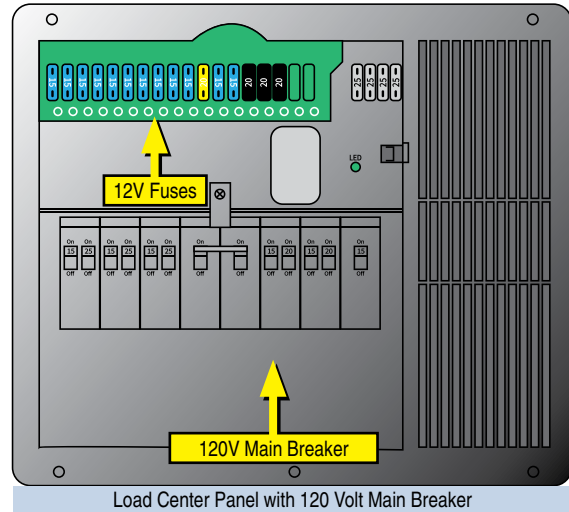 15 15 15 15 15 15 15 15 15 15 15 15 20 20 20 25 25 25 25
LED
12V Fuses
On On On On On On On On On On On On On
15 25 15 25 15 25 15 20 15 20 15
Off Off Off Off Off Off Off Off Off Off Off Off Off
120V Main Breaker
Load Center Panel with 120 Volt Main Breaker